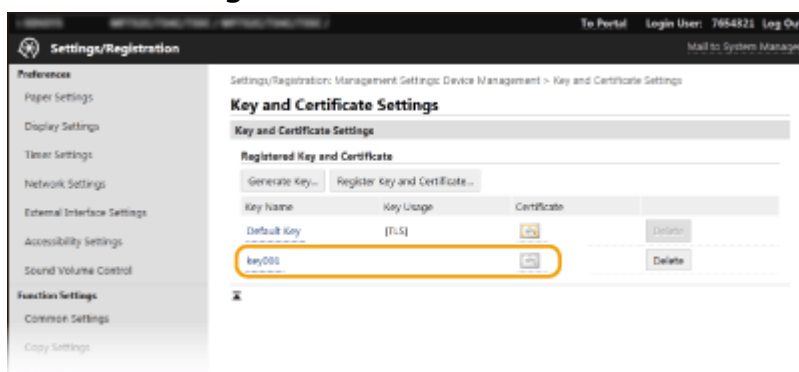 To Portal Login User: 7654321 Log Ou
Settings/Registration
Mail to System Manage
Preferences
Paper Settings
Display Settings
Timer Settings
Network Settings
External Interface Settings
Accessibility Settings
Sound Volume Control
Function Settings
Common Settings
Copy Settings
Settings/Registration: Management Settings: Device Management > Key and Certificate Settings
Key and Certificate Settings
Key and Certificate Settings
Registered Key and Certificate
Generate Key... Register Key and Certificate...
Key Name Key Usage Certificate
Default Key [TLS] Delete
key001 Delete